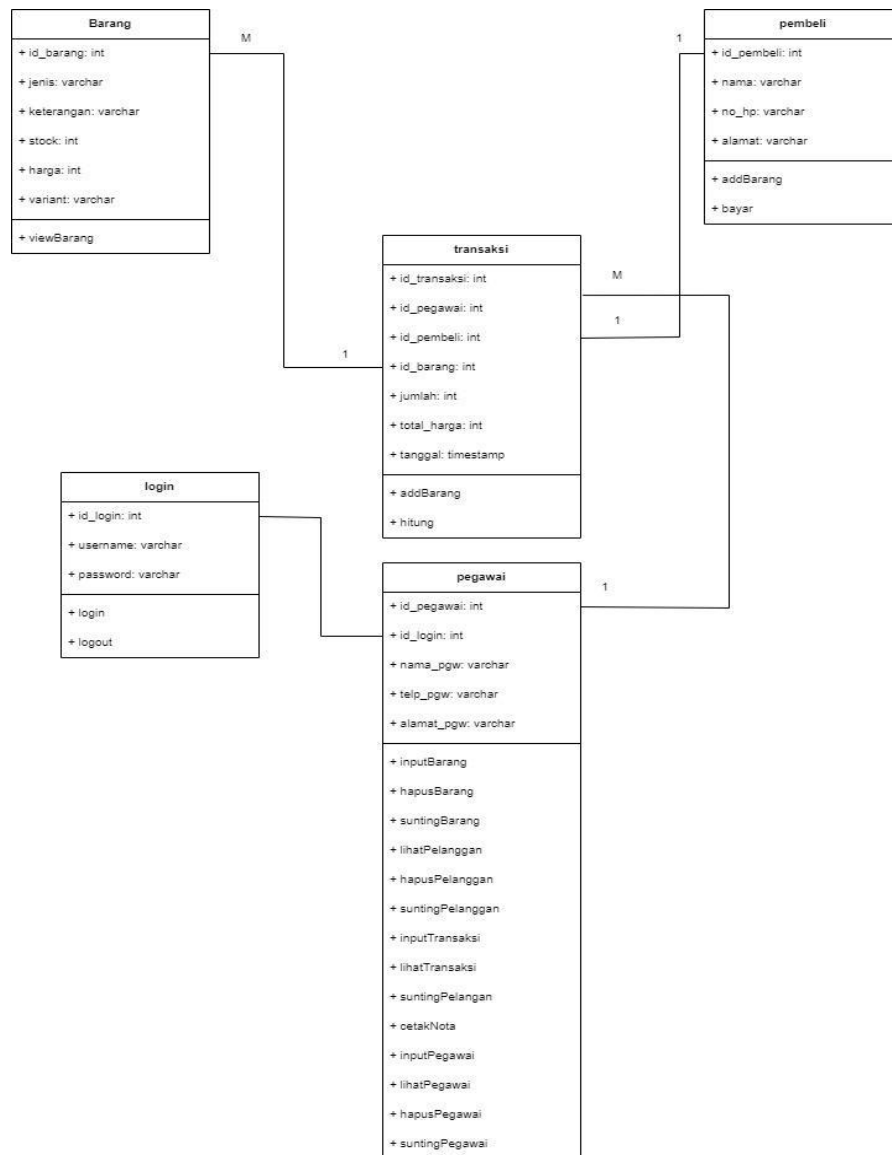 Barang
+ id_barang: int
+ jenis: varchar
+ keterangan: varchar
+ stock: int
+ harga: int
+ variant: varchar
+ viewBarang
M
1
pembeli
+ id_pembeli: int
+ nama: varchar
+ no_hp: varchar
+ alamat: varchar
+ addBarang
+ bayar
1
transaksi
+ id_transaksi: int
+ id_pegawai: int
+ id_pembeli: int
+ id_barang: int
+ jumlah: int
+ total_harga: int
+ tanggal: timestamp
+ addBarang
+ hitung
M
1
login
+ id_login: int
+ username: varchar
+ password: varchar
+ login
+ logout
pegawai
+ id_pegawai: int
+ id_login: int
+ nama_pgw: varchar
+ telp_pgw: varchar
+ alamat_pgw: varchar
+ inputBarang
+ hapusBarang
+ suntingBarang
+ lihatPelanggan
+ hapusPelanggan
+ suntingPelanggan
+ inputTransaksi
+ lihatTransaksi
+ suntingPelangan
+ cetakNota
+ inputPegawai
+ lihatPegawai
+ hapusPegawai
+ suntingPegawai
1